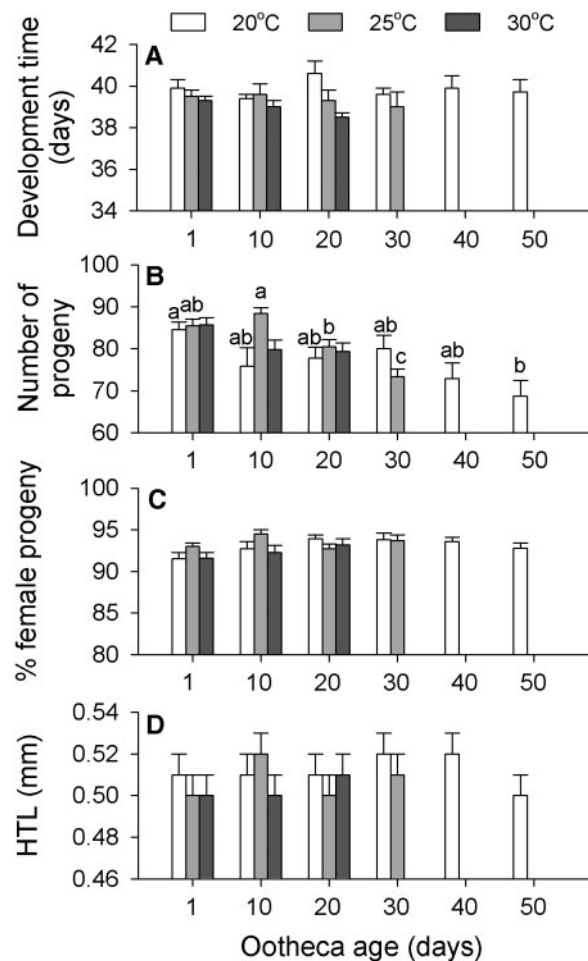 20°C 25°C 30°C
A
Development time
(days)
42
40
38
36
34
1 10 20 30 40 50
B
Number of
progeny
100
90
80
70
60
a ab
ab a
ab b
ab c
ab
b
1 10 20 30 40 50
C
% female progeny
100
95
90
85
80
1 10 20 30 40 50
D
HTL (mm)
0.54
0.52
0.50
0.48
0.46
1 10 20 30 40 50
Ootheca age (days)